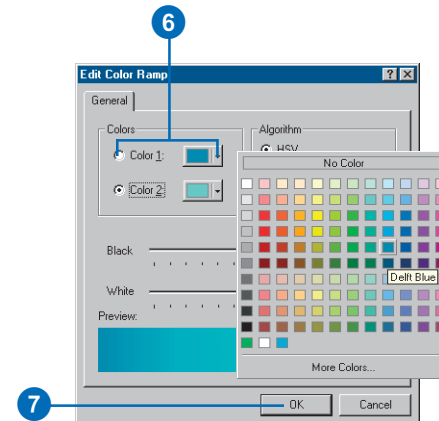 6
Edit Color Ramp
General
Colors
Color 1:
Color 2:
Algorithm
HSV
No Color
Delft Blue
More Colors...
Black
White
Preview:
7
OK
Cancel